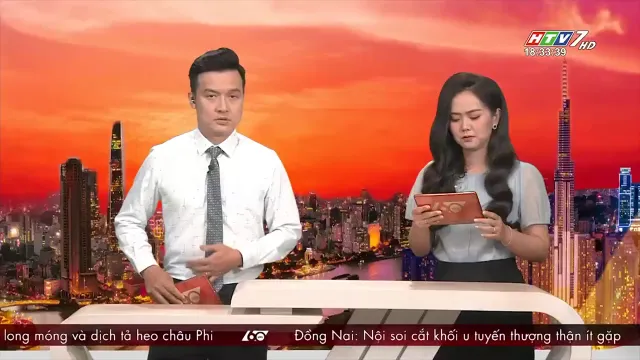 HTV7 HD
18:33:39
long móng và dịch tả heo châu Phi 60 Đồng Nai: Nội soi cắt khối u tuyến thượng thận ít gặp